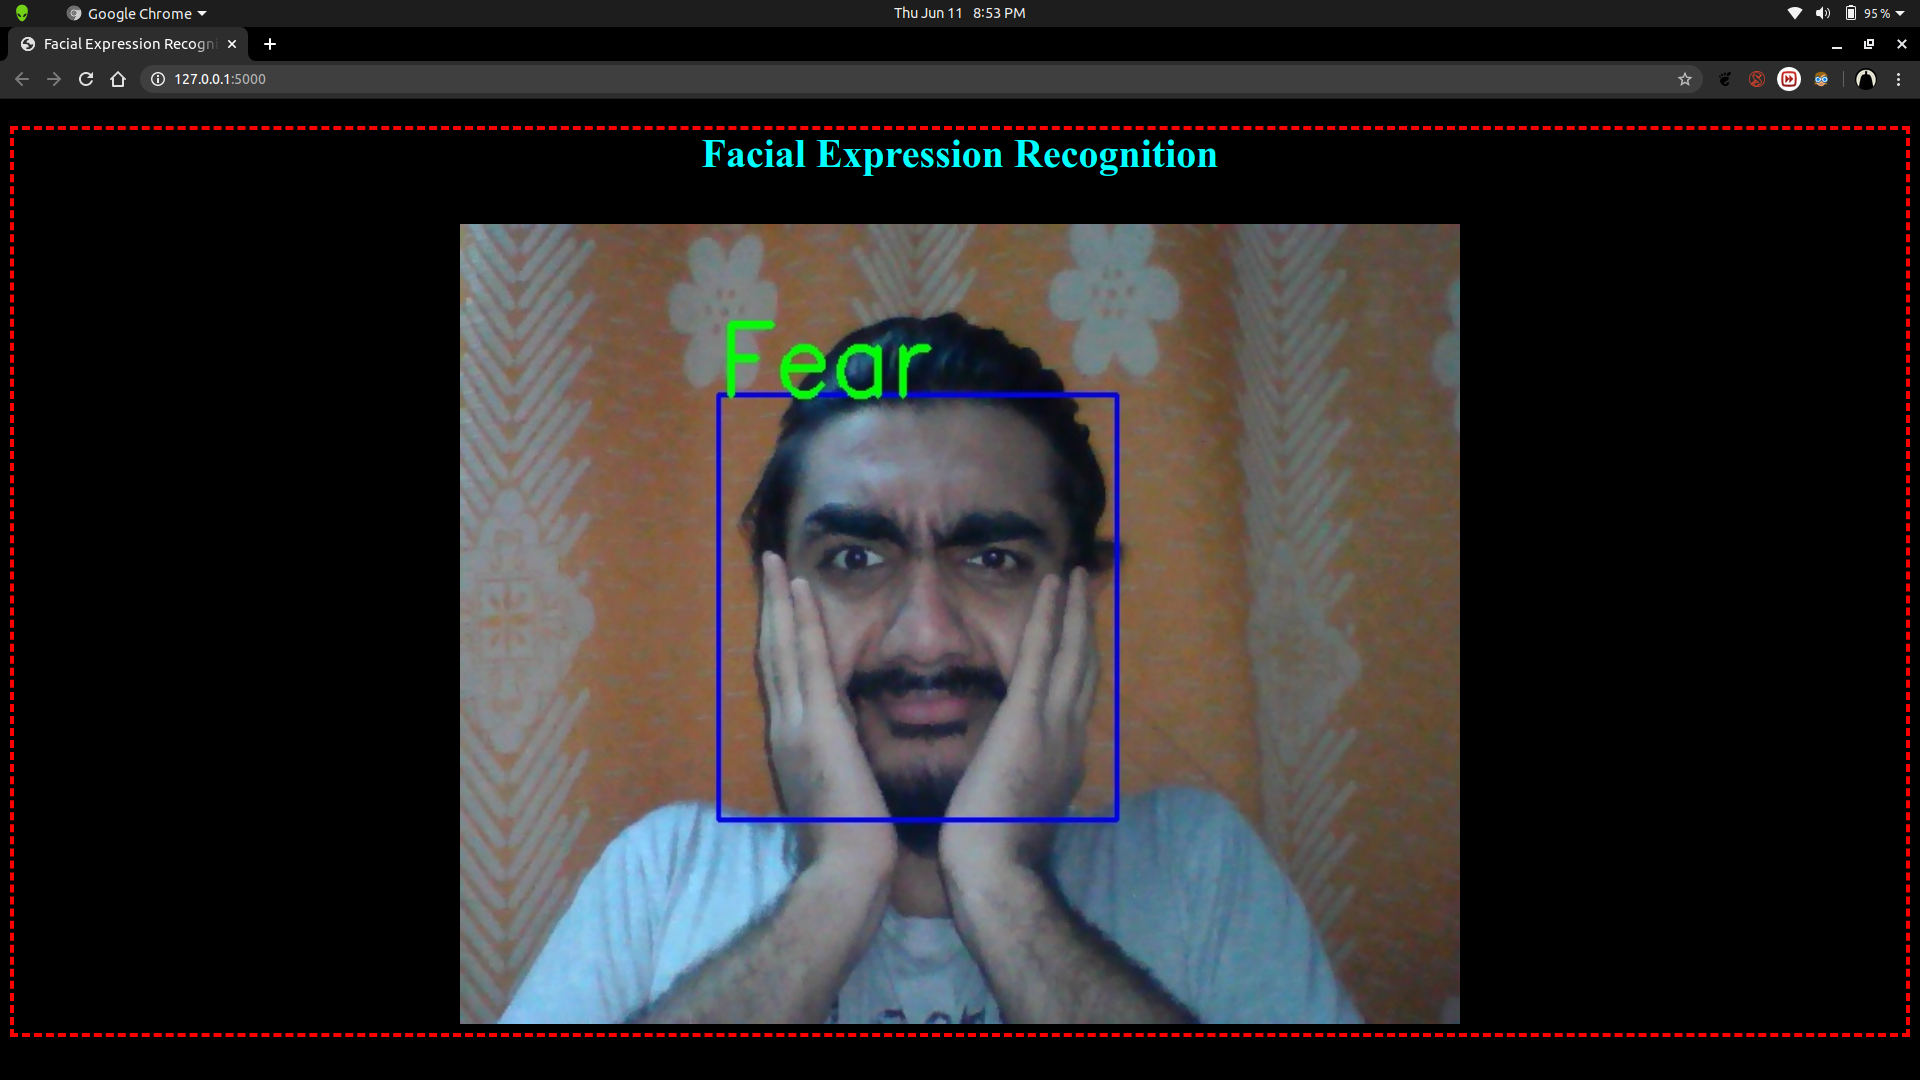 Google Chrome
Thu Jun 11 8:53 PM
95 %
Facial Expression Recogni
127.0.0.1:5000
Facial Expression Recognition
Fear